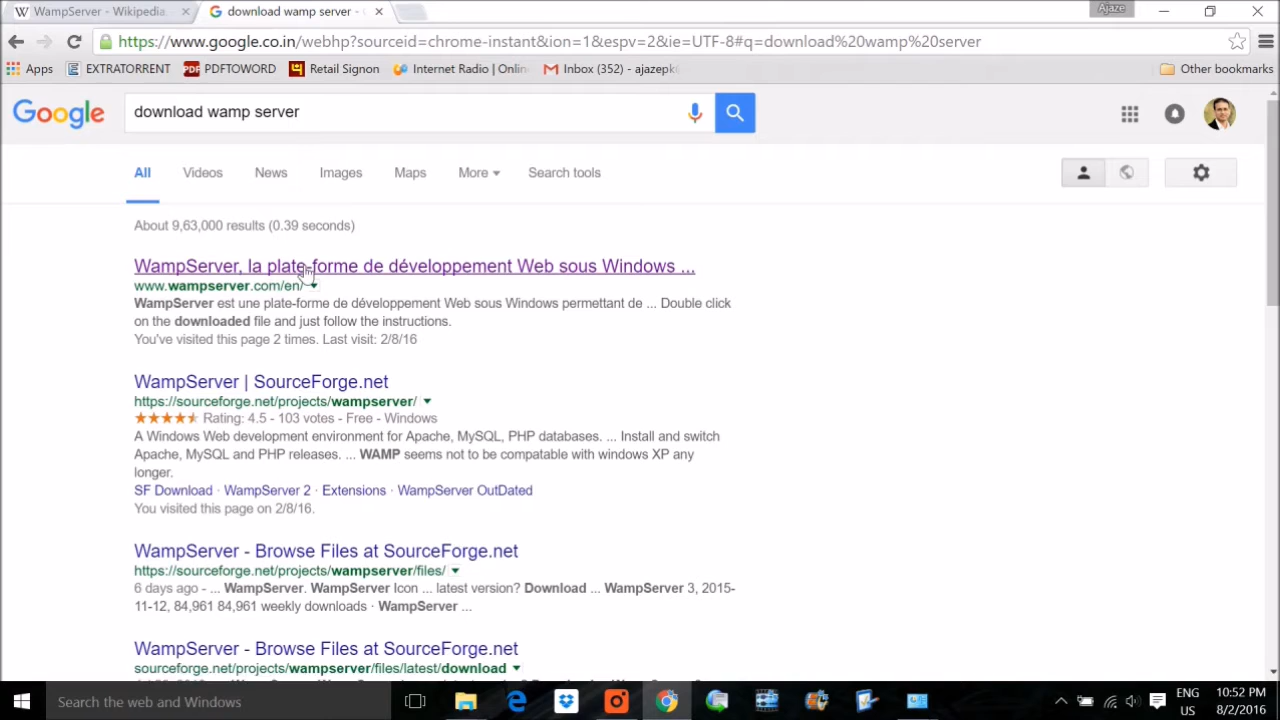 WampServer - Wikipedia
download wamp server -
Ajaze
https://www.google.co.in/webhp?sourceid=chrome-instant&ion=1&espv=2&ie=UTF-8#q=download%20wamp%20server
Apps EXTRATORRENT PDFTOWORD Retail Signon Internet Radio | Onlin Inbox (352) - ajazepk Other bookmarks
Google download wamp server
All Videos News Images Maps More Search tools
About 9,63,000 results (0.39 seconds)
WampServer, la plate-forme de développement Web sous Windows ...
www.wampserver.com/en/
WampServer est une plate-forme de développement Web sous Windows permettant de ... Double click
on the downloaded file and just follow the instructions.
You've visited this page 2 times. Last visit: 2/8/16
WampServer | SourceForge.net
https://sourceforge.net/projects/wampserver/
Rating: 4.5 - 103 votes - Free - Windows
A Windows Web development environment for Apache, MySQL, PHP databases. ... Install and switch
Apache, MySQL and PHP releases. ... WAMP seems not to be compatable with windows XP any
longer.
SF Download · WampServer 2 · Extensions · WampServer OutDated
You visited this page on 2/8/16.
WampServer - Browse Files at SourceForge.net
https://sourceforge.net/projects/wampserver/files/
6 days ago - ... WampServer. WampServer Icon ... latest version? Download ... WampServer 3, 2015-
11-12, 84,961 84,961 weekly downloads · WampServer ...
WampServer - Browse Files at SourceForge.net
sourceforge.net/projects/wampserver/files/latest/download
Search the web and Windows
ENG 10:52 PM
US 8/2/2016